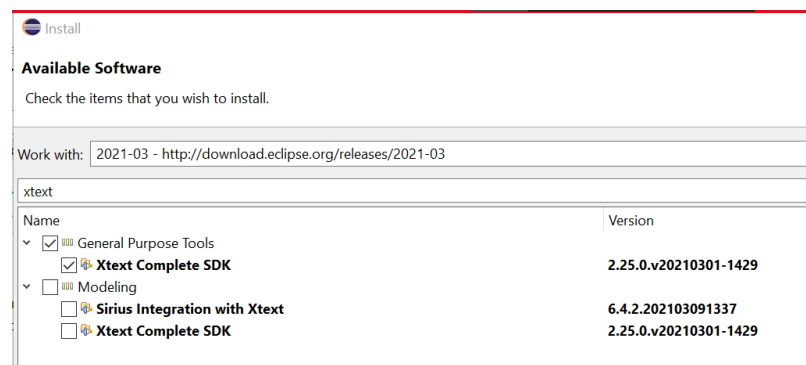 Install
Available Software
Check the items that you wish to install.
Work with: 2021-03 - http://download.eclipse.org/releases/2021-03
xtext
Name Version
General Purpose Tools
Xtext Complete SDK 2.25.0.v20210301-1429
Modeling
Sirius Integration with Xtext 6.4.2.202103091337
Xtext Complete SDK 2.25.0.v20210301-1429